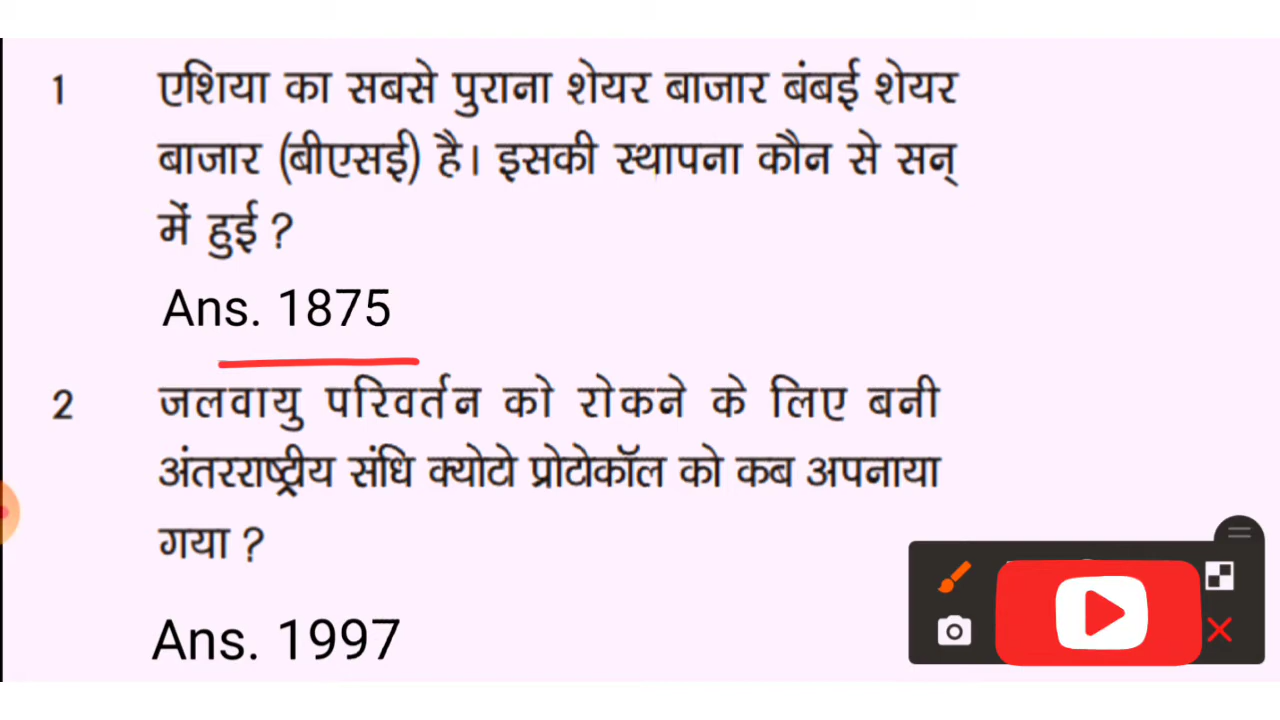 1 एशिया का सबसे पुराना शेयर बाजार बंबई शेयर
बाजार (बीएसई) है। इसकी स्थापना कौन से सन्
में हुई ?
Ans. 1875
2 जलवायु परिवर्तन को रोकने के लिए बनी
अंतरराष्ट्रीय संधि क्योटो प्रोटोकॉल को कब अपनाया
गया ?
Ans. 1997